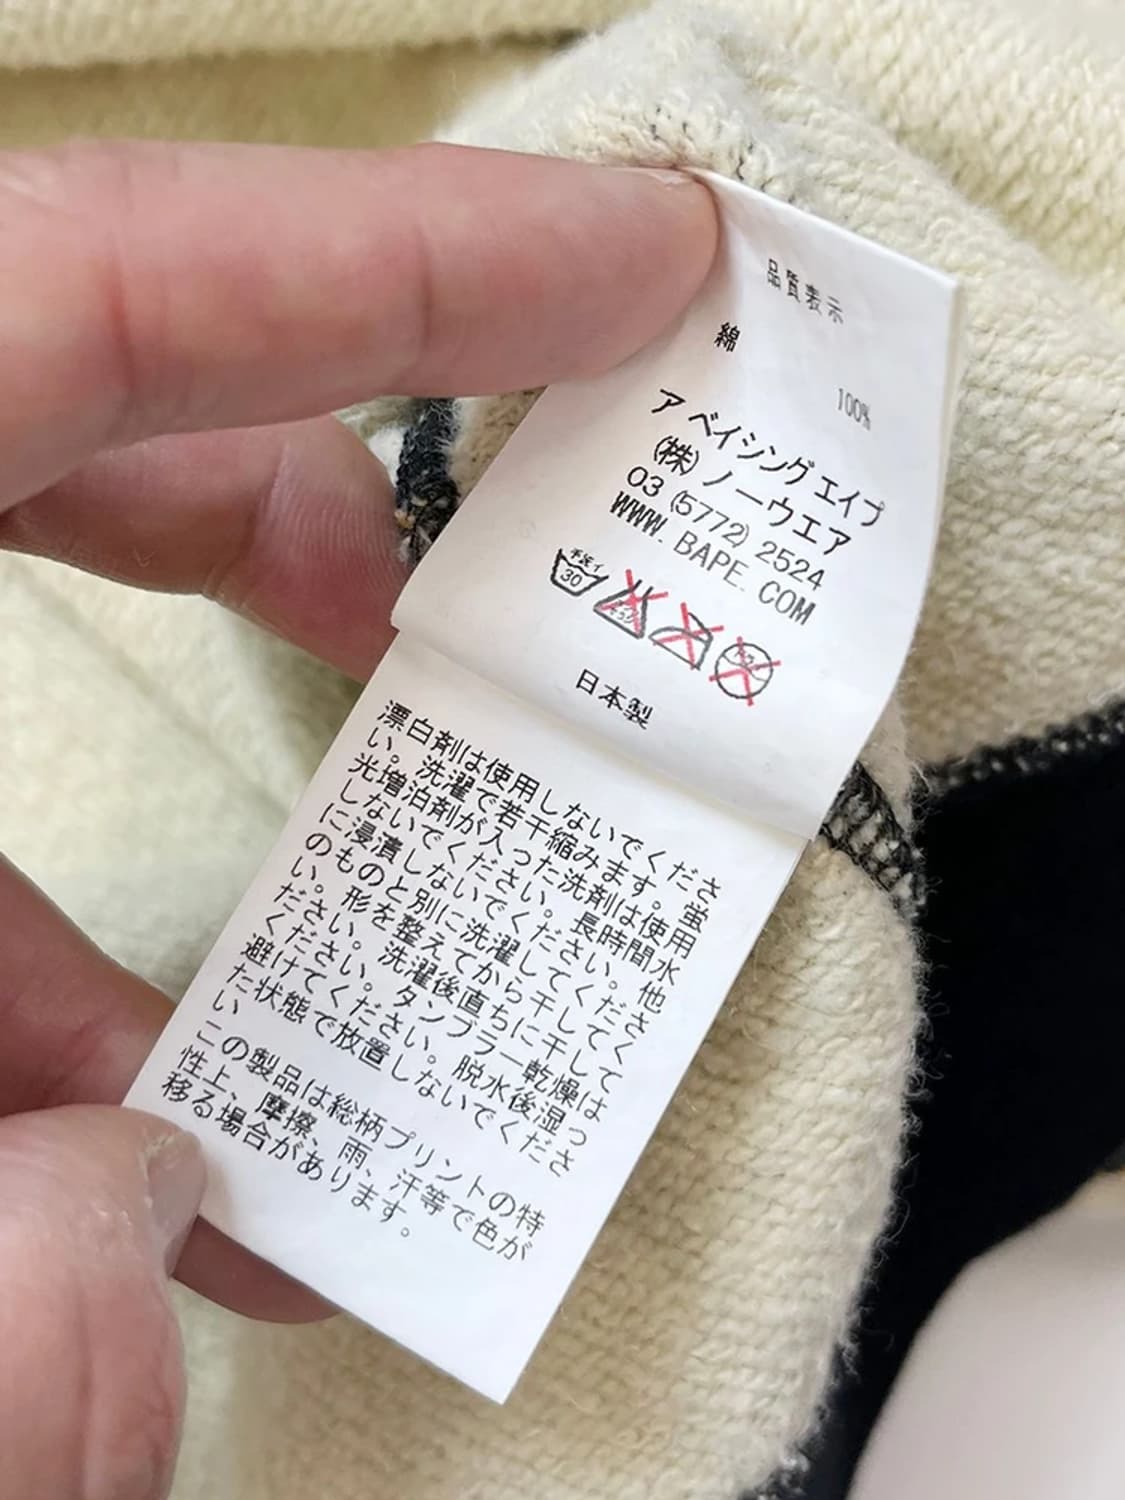 品質表示
綿 100%
ア ベイシング エイプ
(株) ノーウエア
03 (5772) 2524
WWW. BAPE. COM
手洗イ
30
日本製
漂白剤は使用しないでくださ
い。洗濯で若干縮みます。蛍
光増泊剤が入った洗剤は使用
しないでください。長時間水
に浸漬しないでください。他
のものと別に洗濯してくださ
い。形を整えてから干してく
ださい。洗濯後直ちに干して
ください。タンブラー乾燥は
避けてください。脱水後湿っ
た状態で放置しないでくださ
い
この製品は総柄プリントの特
性上、摩擦、雨、汗等で色が
移る場合があります。